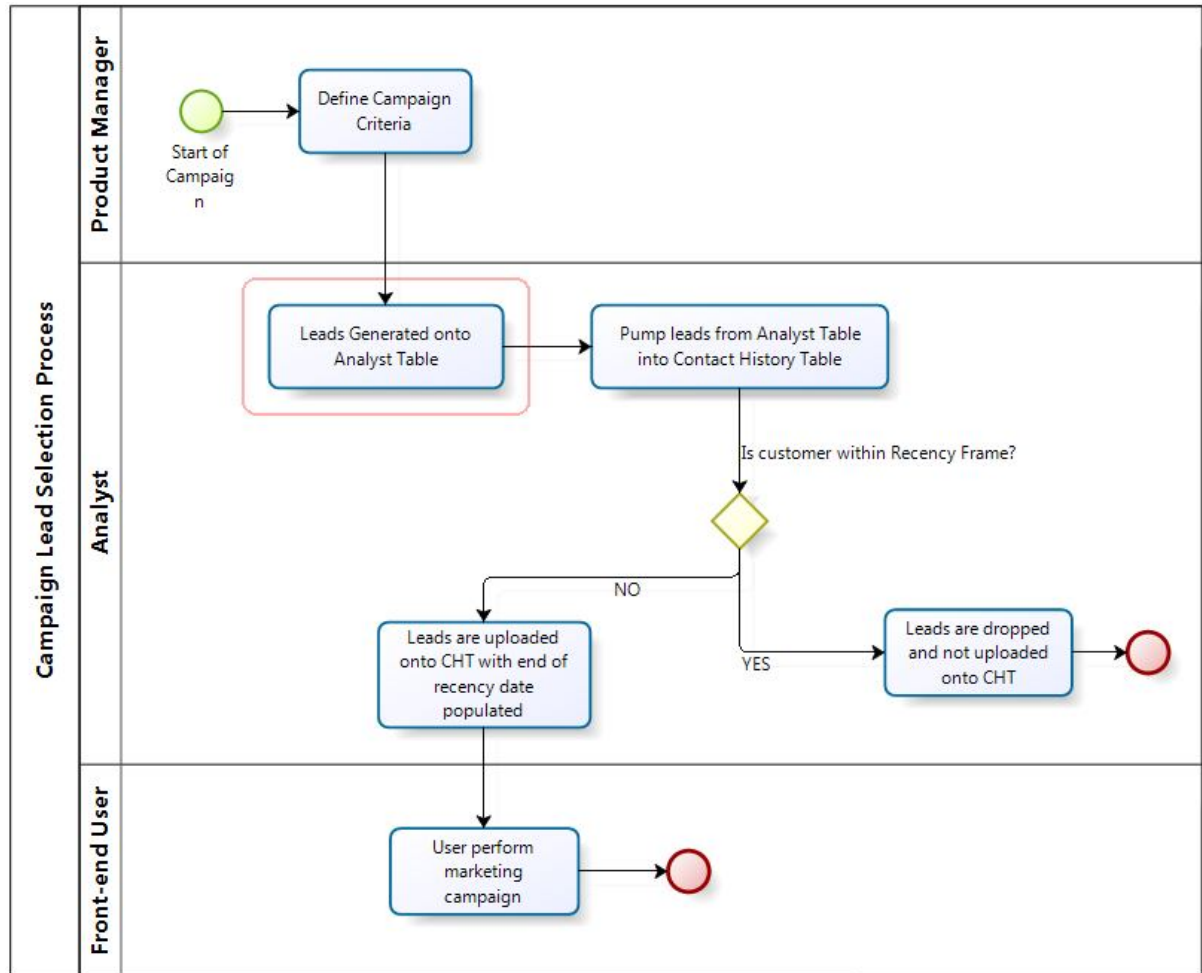 Campaign Lead Selection Process
Product Manager
Start of
Campaig
n
Define Campaign
Criteria
Analyst
Leads Generated onto
Analyst Table
Pump leads from Analyst Table
into Contact History Table
Is customer within Recency Frame?
NO
YES
Leads are uploaded
onto CHT with end of
recency date
populated
Leads are dropped
and not uploaded
onto CHT
Front-end User
User perform
marketing
campaign